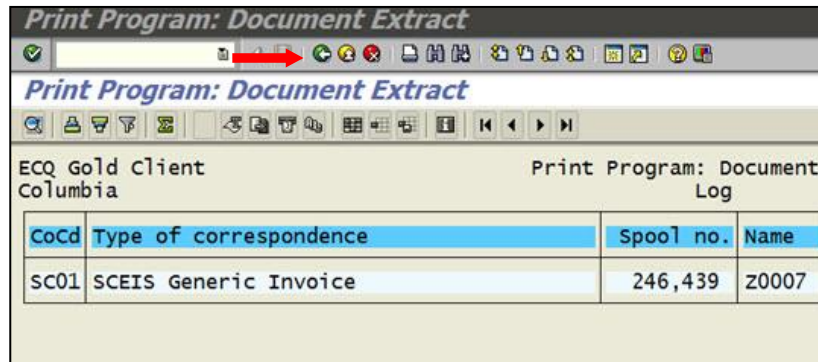 Print Program: Document Extract
Print Program: Document Extract
ECQ Gold Client Print Program: Document
Columbia Log
CoCd Type of correspondence Spool no. Name
SC01 SCEIS Generic Invoice 246,439 Z0007